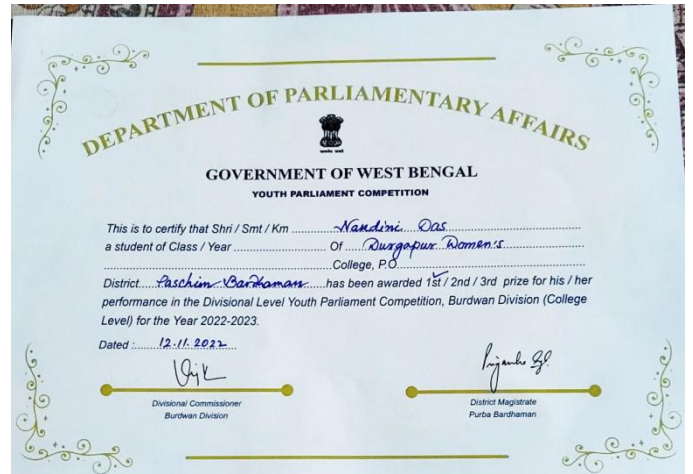 DEPARTMENT OF PARLIAMENTARY AFFAIRS
GOVERNMENT OF WEST BENGAL
YOUTH PARLIAMENT COMPETITION
This is to certify that Shri / Smt / Km Nandini Das
a student of Class / Year Of Durgapur Women's
College, P.O
District Paschim Bardhaman has been awarded 1st / 2nd / 3rd prize for his / her
performance in the Divisional Level Youth Parliament Competition, Burdwan Division (College
Level) for the Year 2022-2023.
Dated : 12.11.2022
Divisional Commissioner
Burdwan Division
District Magistrate
Purba Bardhaman